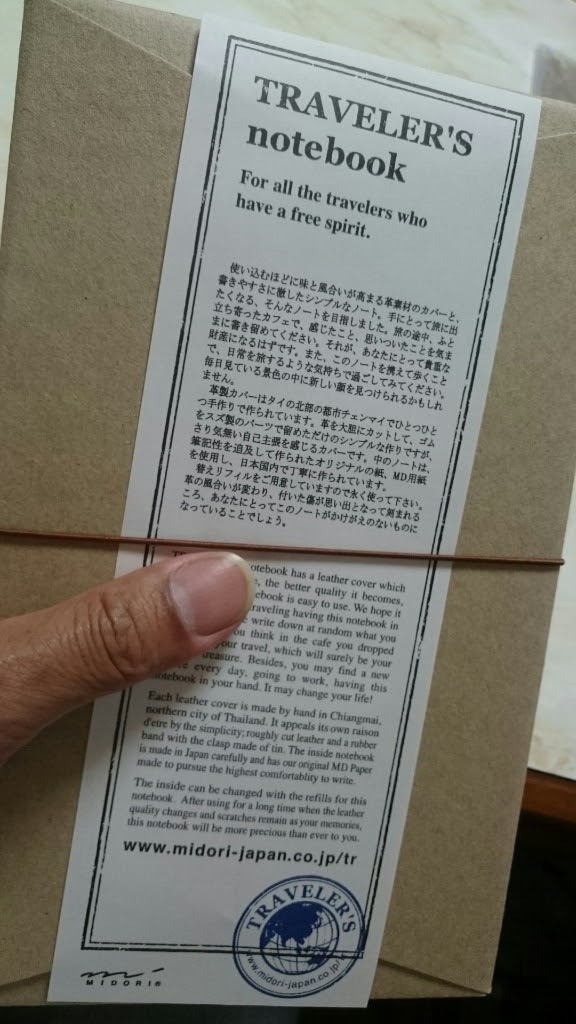 TRAVELER'S
notebook
For all the travelers who
have a free spirit.
使い込むほどに味と風合いが高まる革素材のカバーと、
書きやすさに徹したシンプルなノート。手にとって旅に出
たくなる、そんなノートを目指しました。旅の途中、ふと
立ち寄ったカフェで、感じたこと、思いついたことを気ま
まに書き留めてください。それが、あなたにとって貴重な
財産になるはずです。また、このノートを携えて歩くこと
で、日常を旅するような気持ちで過ごしてみてください。
毎日見ている景色の中に新しい顔を見つけられるかもしれ
ません。
革製カバーはタイの北部の都市チェンマイでひとつひと
つ手作りで作られています。革を大胆にカットして、ゴム
をスズ製のパーツで留めただけのシンプルな作りですが、
さり気無い自己主張を感じるカバーです。中のノートは、
筆記性を追及して作られたオリジナルの紙、MD用紙
を使用し、日本国内で丁寧に作られています。
替えリフィルをご用意していますので永く使って下さい。
革の風合いが変わり、付いた傷が思い出となって刻まれる
ころ、あなたにとってこのノートがかけがえのないものに
なっていることでしょう。
notebook has a leather cover which
the better quality it becomes,
is easy to use. We hope it
traveling having this notebook in
write down at random what you
you think in the cafe you dropped
your travel, which will surely be your
treasure. Besides, you may find a new
every day, going to work, having this
notebook in your hand. It may change your life!
Each leather cover is made by hand in Chiangmai,
northern city of Thailand. It appeals its own raison
d'etre by the simplicity; roughly cut leather and a rubber
band with the clasp made of tin. The inside notebook
is made in Japan carefully and has our original MD Paper
made to pursue the highest comfortablity to write.
The inside can be changed with the refills for this
notebook. After using for a long time when the leather
quality changes and scratches remain as your memories,
this notebook will be more precious than ever to you.
www.midori-japan.co.jp/tr
TRAVELER'S
www.midori-japan.co.jp/tr
MIDORI®